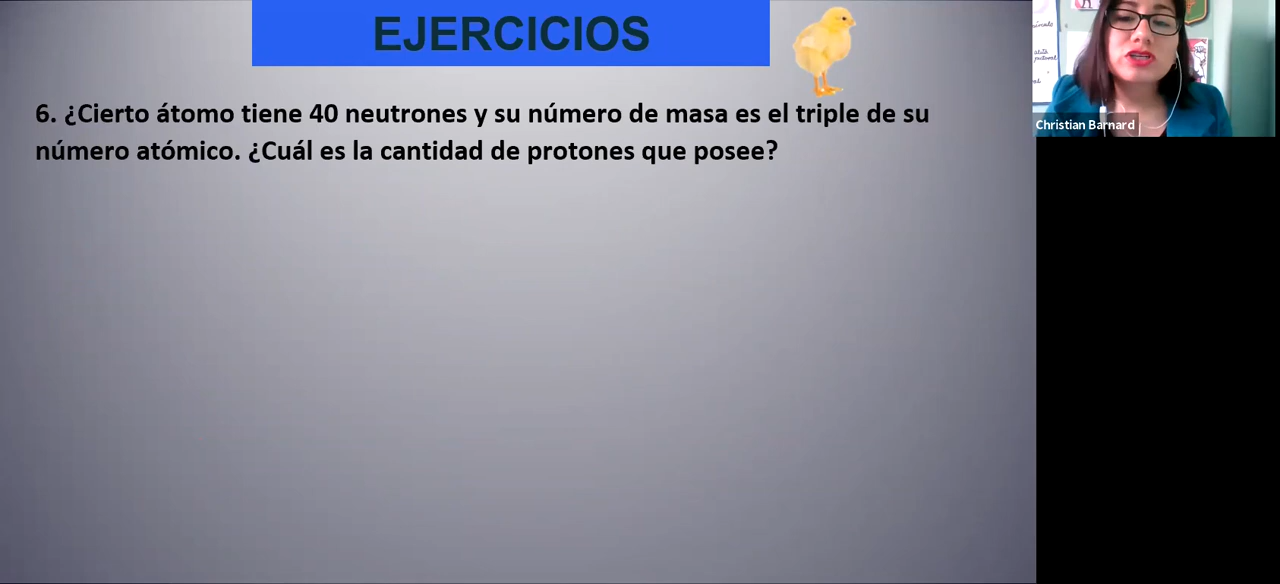 EJERCICIOS
6. ¿Cierto átomo tiene 40 neutrones y su número de masa es el triple de su
número atómico. ¿Cuál es la cantidad de protones que posee?
Christian Barnard